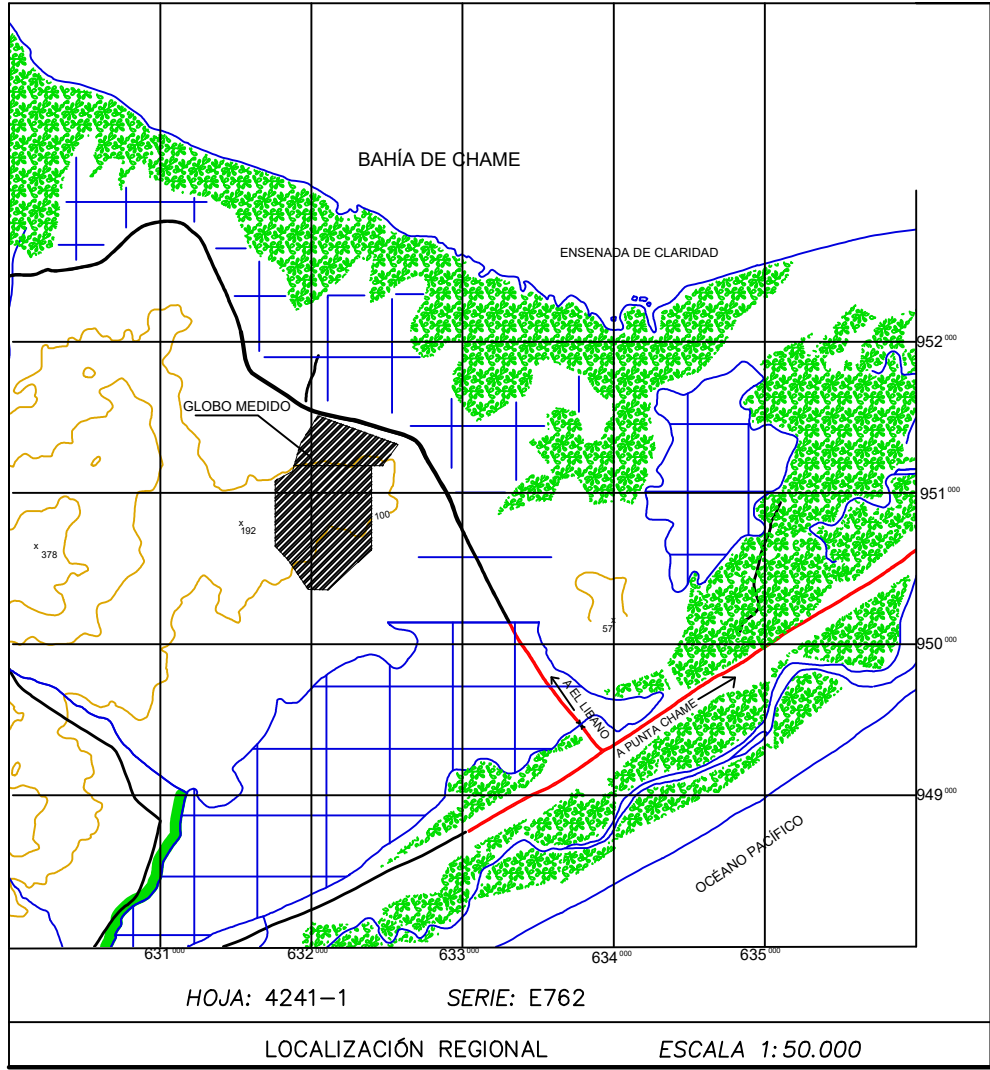 BAHÍA DE CHAME
ENSENADA DE CLARIDAD
952⁰⁰⁰
GLOBO MEDIDO
951⁰⁰⁰
100
x
192
x
378
x
57
950⁰⁰⁰
A EL LIBANO
A PUNTA CHAME
949⁰⁰⁰
OCÉANO PACÍFICO
631⁰⁰⁰ 632⁰⁰⁰ 633⁰⁰⁰ 634⁰⁰⁰ 635⁰⁰⁰
HOJA: 4241-1 SERIE: E762
LOCALIZACIÓN REGIONAL ESCALA 1:50.000